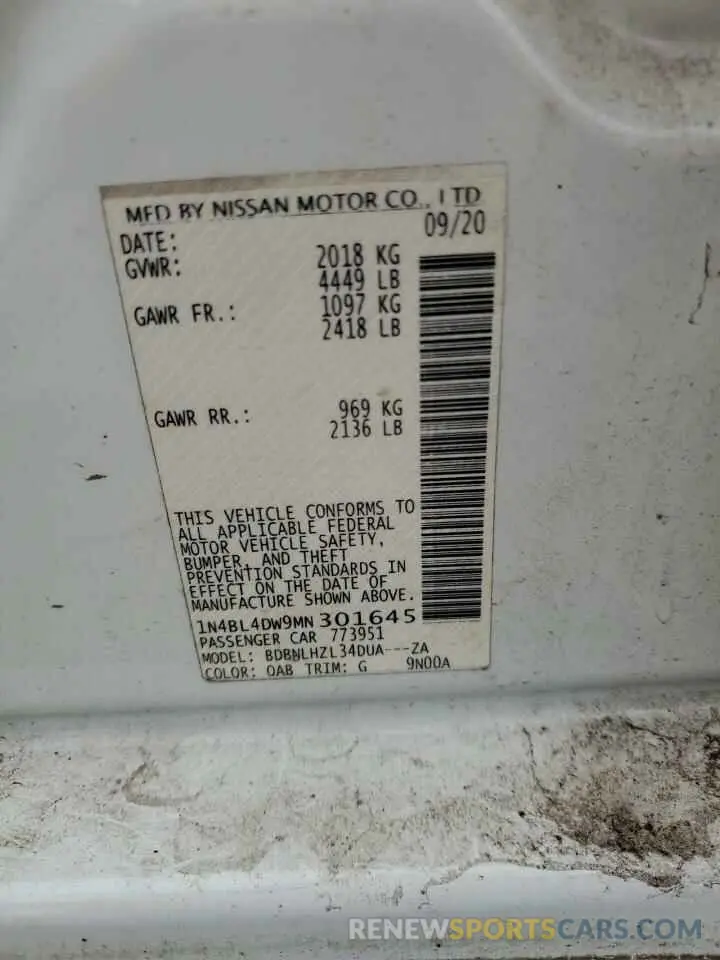 MFD BY NISSAN MOTOR CO., LTD
DATE: 09/20
GVWR: 2018 KG
4449 LB
GAWR FR.: 1097 KG
2418 LB
GAWR RR.: 969 KG
2136 LB
THIS VEHICLE CONFORMS TO
ALL APPLICABLE FEDERAL
MOTOR VEHICLE SAFETY,
BUMPER, AND THEFT
PREVENTION STANDARDS IN
EFFECT ON THE DATE OF
MANUFACTURE SHOWN ABOVE.
1N4BL4DW9MN301645
PASSENGER CAR 773951
MODEL: BDBNLHZL34DUA---ZA
COLOR: QAB TRIM: G 9N00A
RENEWSPORTSCARS.COM